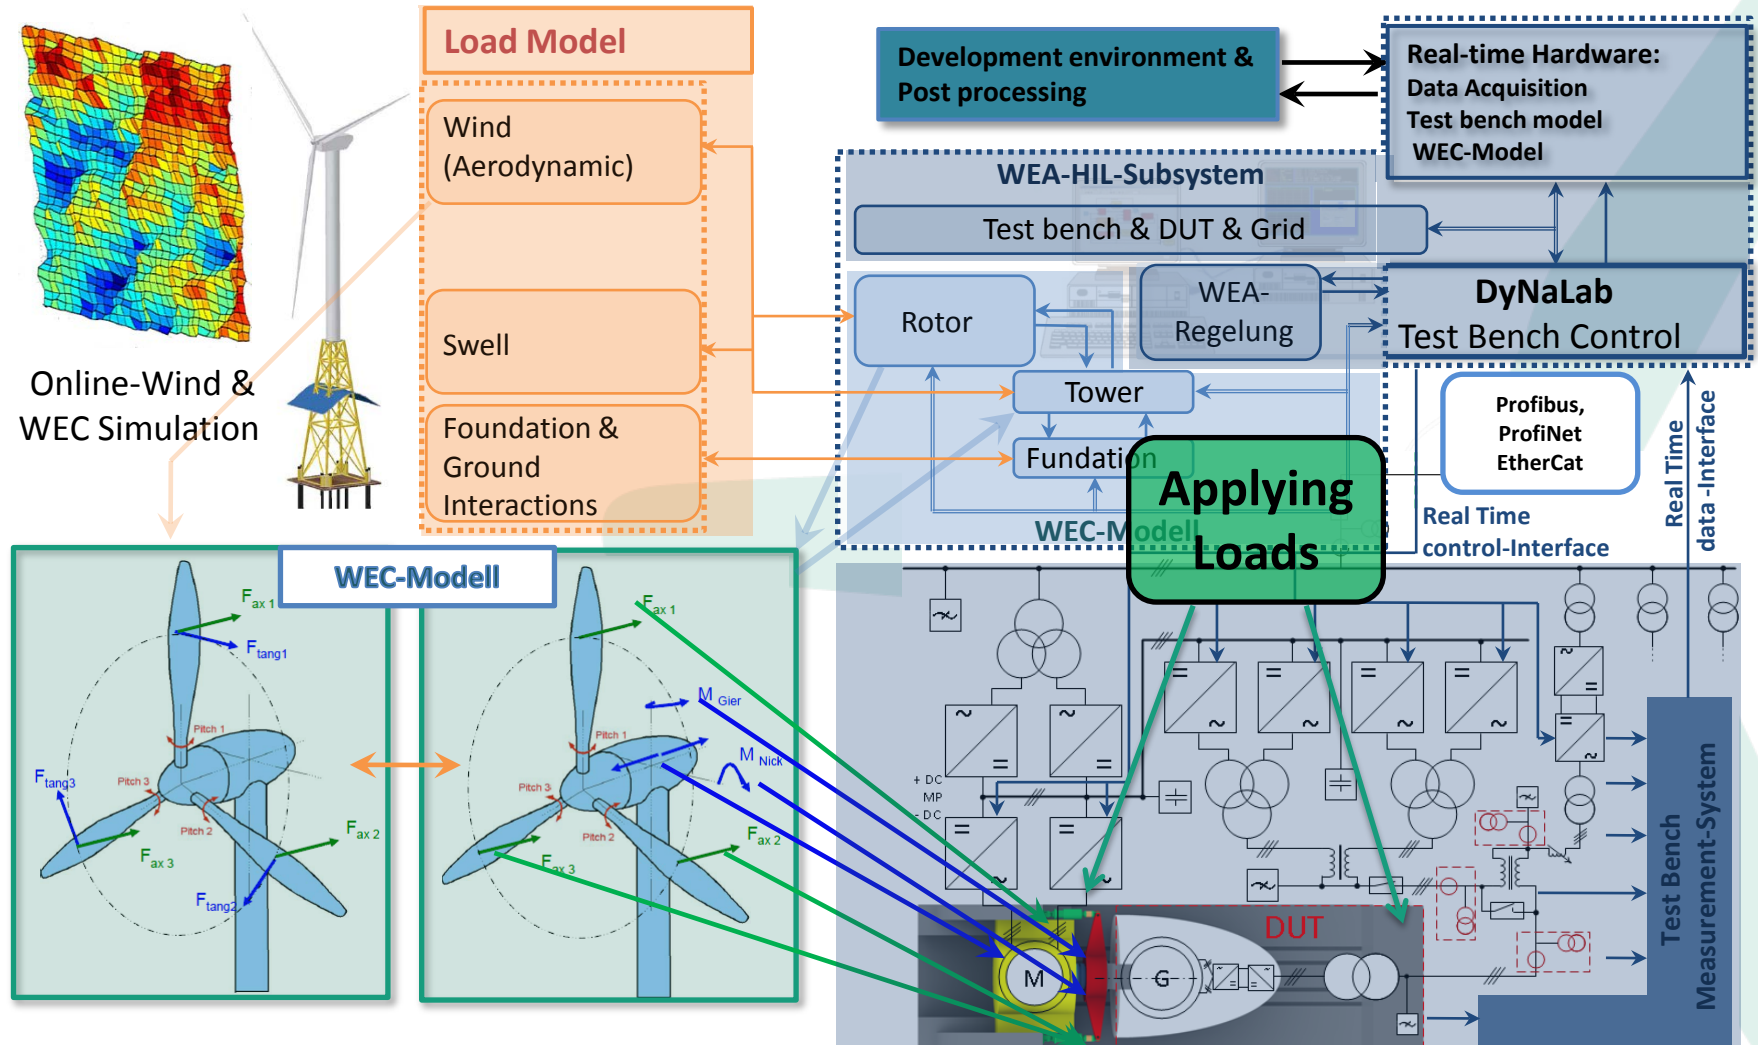 Load Model
Wind
(Aerodynamic)
Swell
Foundation &
Ground
Interactions
Online-Wind &
WEC Simulation
Development environment &
Post processing
Real-time Hardware:
Data Acquisition
Test bench model
WEC-Model
WEA-HIL-Subsystem
Test bench & DUT & Grid
Rotor
WEA-
Regelung
DyNaLab
Test Bench Control
Tower
Fundation
WEC-Modell
Applying
Loads
Profibus,
ProfiNet
EtherCat
Real Time
control-Interface
Real Time
data -Interface
WEC-Modell
F ax 1
F tang1
Pitch 1
Pitch 3
Pitch 2
F tang3
F ax 3
F ax 2
F tang2
F ax 1
M Gier
M Nick
Pitch 1
Pitch 3
Pitch 2
F ax 2
F ax 3
+ DC
MP
- DC
M
G
DUT
Test Bench
Measurement-System